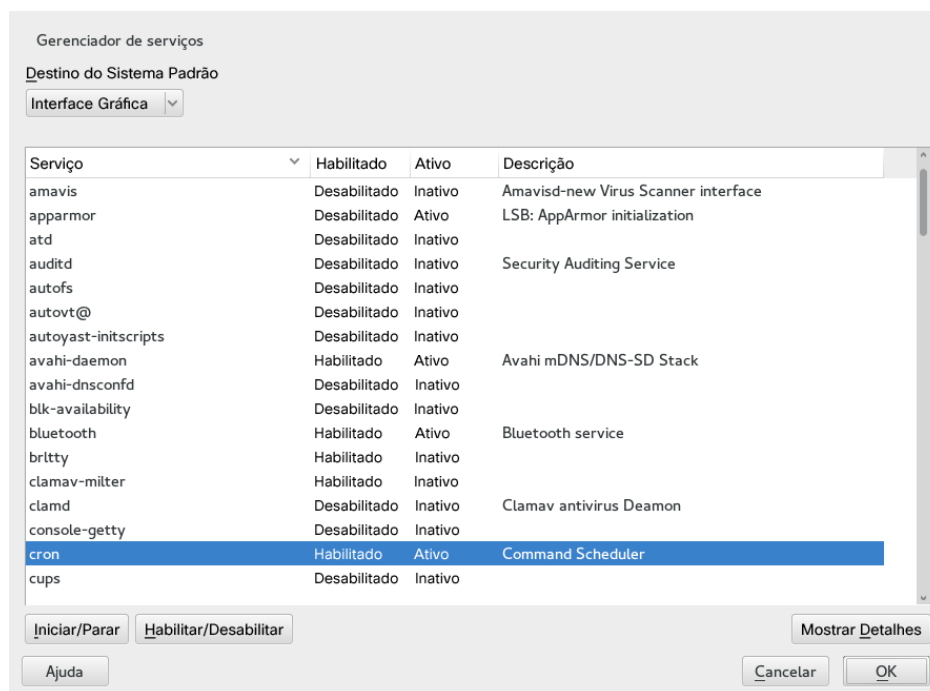 Gerenciador de serviços
Destino do Sistema Padrão
Interface Gráfica
Serviço Habilitado Ativo Descrição
amavis Desabilitado Inativo Amavisd-new Virus Scanner interface
apparmor Desabilitado Ativo LSB: AppArmor initialization
atd Desabilitado Inativo
auditd Desabilitado Inativo Security Auditing Service
autofs Desabilitado Inativo
autovt@ Desabilitado Inativo
autoyast-initscripts Desabilitado Inativo
avahi-daemon Habilitado Ativo Avahi mDNS/DNS-SD Stack
avahi-dnsconfd Desabilitado Inativo
blk-availability Desabilitado Inativo
bluetooth Habilitado Ativo Bluetooth service
brltty Habilitado Inativo
clamav-milter Habilitado Inativo
clamd Desabilitado Inativo Clamav antivirus Deamon
console-getty Desabilitado Inativo
cron Habilitado Ativo Command Scheduler
cups Desabilitado Inativo
Iniciar/Parar Habilitar/Desabilitar Mostrar Detalhes
Ajuda Cancelar OK